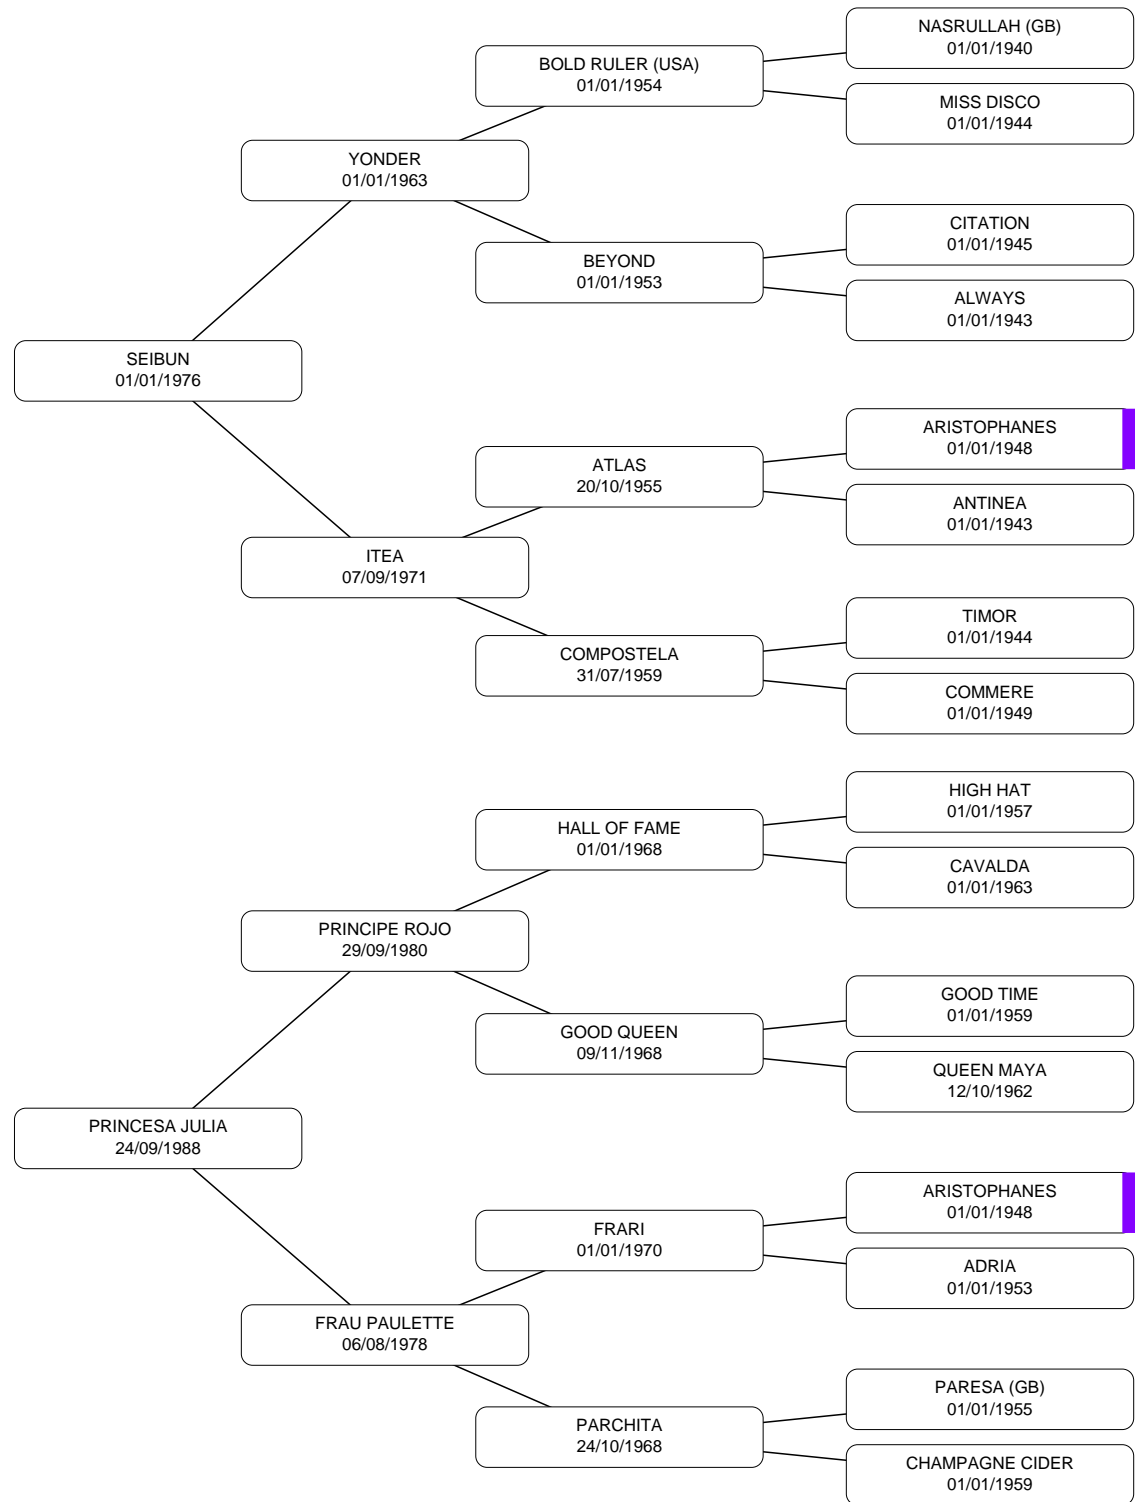 NASRULLAH (GB)
01/01/1940
BOLD RULER (USA)
01/01/1954
MISS DISCO
01/01/1944
YONDER
01/01/1963
CITATION
01/01/1945
BEYOND
01/01/1953
ALWAYS
01/01/1943
SEIBUN
01/01/1976
ARISTOPHANES
01/01/1948
ATLAS
20/10/1955
ANTINEA
01/01/1943
ITEA
07/09/1971
TIMOR
01/01/1944
COMPOSTELA
31/07/1959
COMMERE
01/01/1949
HIGH HAT
01/01/1957
HALL OF FAME
01/01/1968
CAVALDA
01/01/1963
PRINCIPE ROJO
29/09/1980
GOOD TIME
01/01/1959
GOOD QUEEN
09/11/1968
QUEEN MAYA
12/10/1962
PRINCESA JULIA
24/09/1988
ARISTOPHANES
01/01/1948
FRARI
01/01/1970
ADRIA
01/01/1953
FRAU PAULETTE
06/08/1978
PARESA (GB)
01/01/1955
PARCHITA
24/10/1968
CHAMPAGNE CIDER
01/01/1959